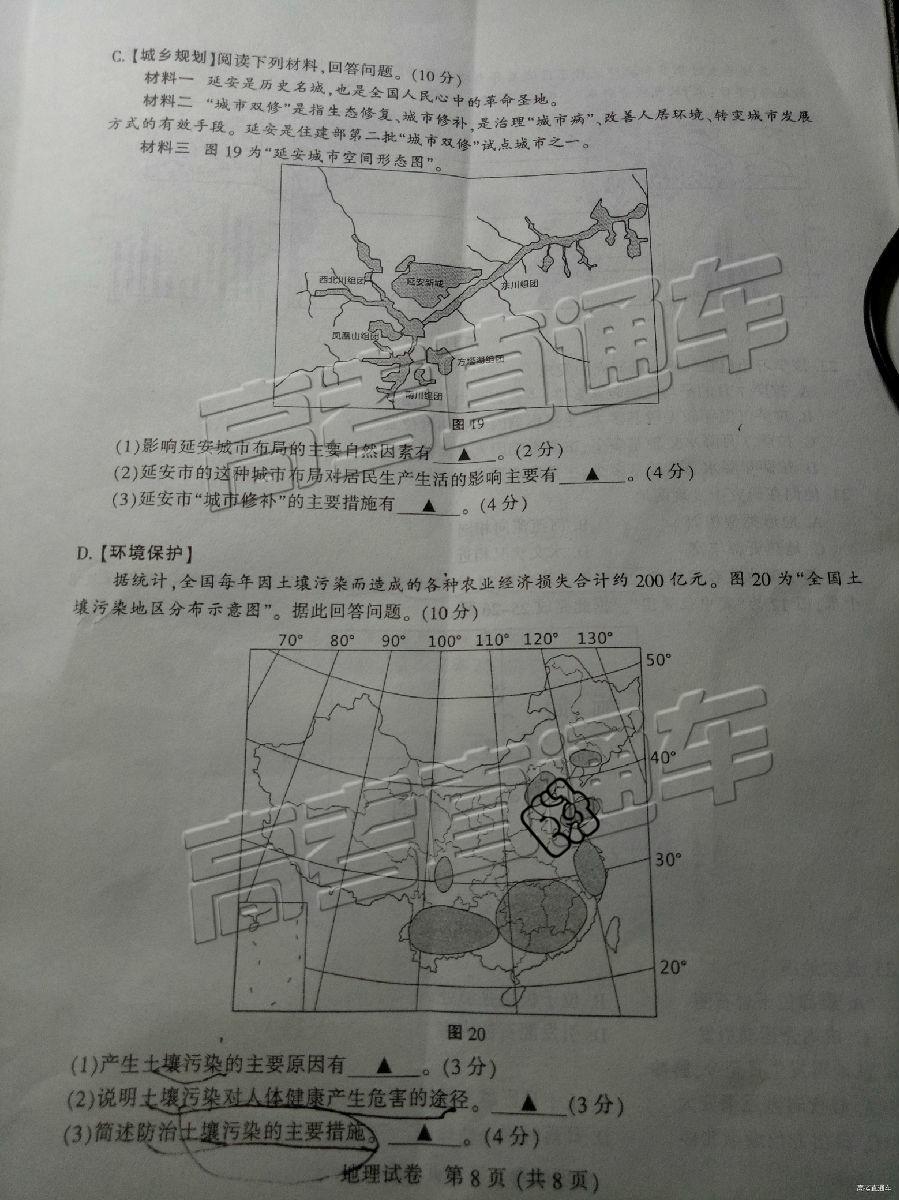 C.【城乡规划】阅读下列材料,回答问题。(10分)
材料一 延安是历史名城,也是全国人民心中的革命圣地。
材料二 “城市双修”是指生态修复、城市修补,是治理“城市病”、改善人居环境、转变城市发展
方式的有效手段。延安是住建部第二批“城市双修”试点城市之一。
材料三 图19为“延安城市空间形态图”。
西北川组团
延安新城
东川组团
凤凰山组团
方塔湖组团
南川组团
图19
(1)影响延安城市布局的主要自然因素有 ▲ 。(2分)
(2)延安市的这种城市布局对居民生产生活的影响主要有 ▲ 。(4分)
(3)延安市“城市修补”的主要措施有 ▲ 。(4分)
D.【环境保护】
据统计,全国每年因土壤污染而造成的各种农业经济损失合计约200亿元。图20为“全国土
壤污染地区分布示意图”。据此回答问题。(10分)
70° 80° 90° 100° 110° 120° 130°
50°
40°
30°
20°
图20
(1)产生土壤污染的主要原因有 ▲ 。(3分)
(2)说明土壤污染对人体健康产生危害的途径。 ▲ (3分)
(3)简述防治土壤污染的主要措施。 ▲ 。(4分)
地理试卷 第8页(共8页)
高考直通车
高考直通车
高考直通车